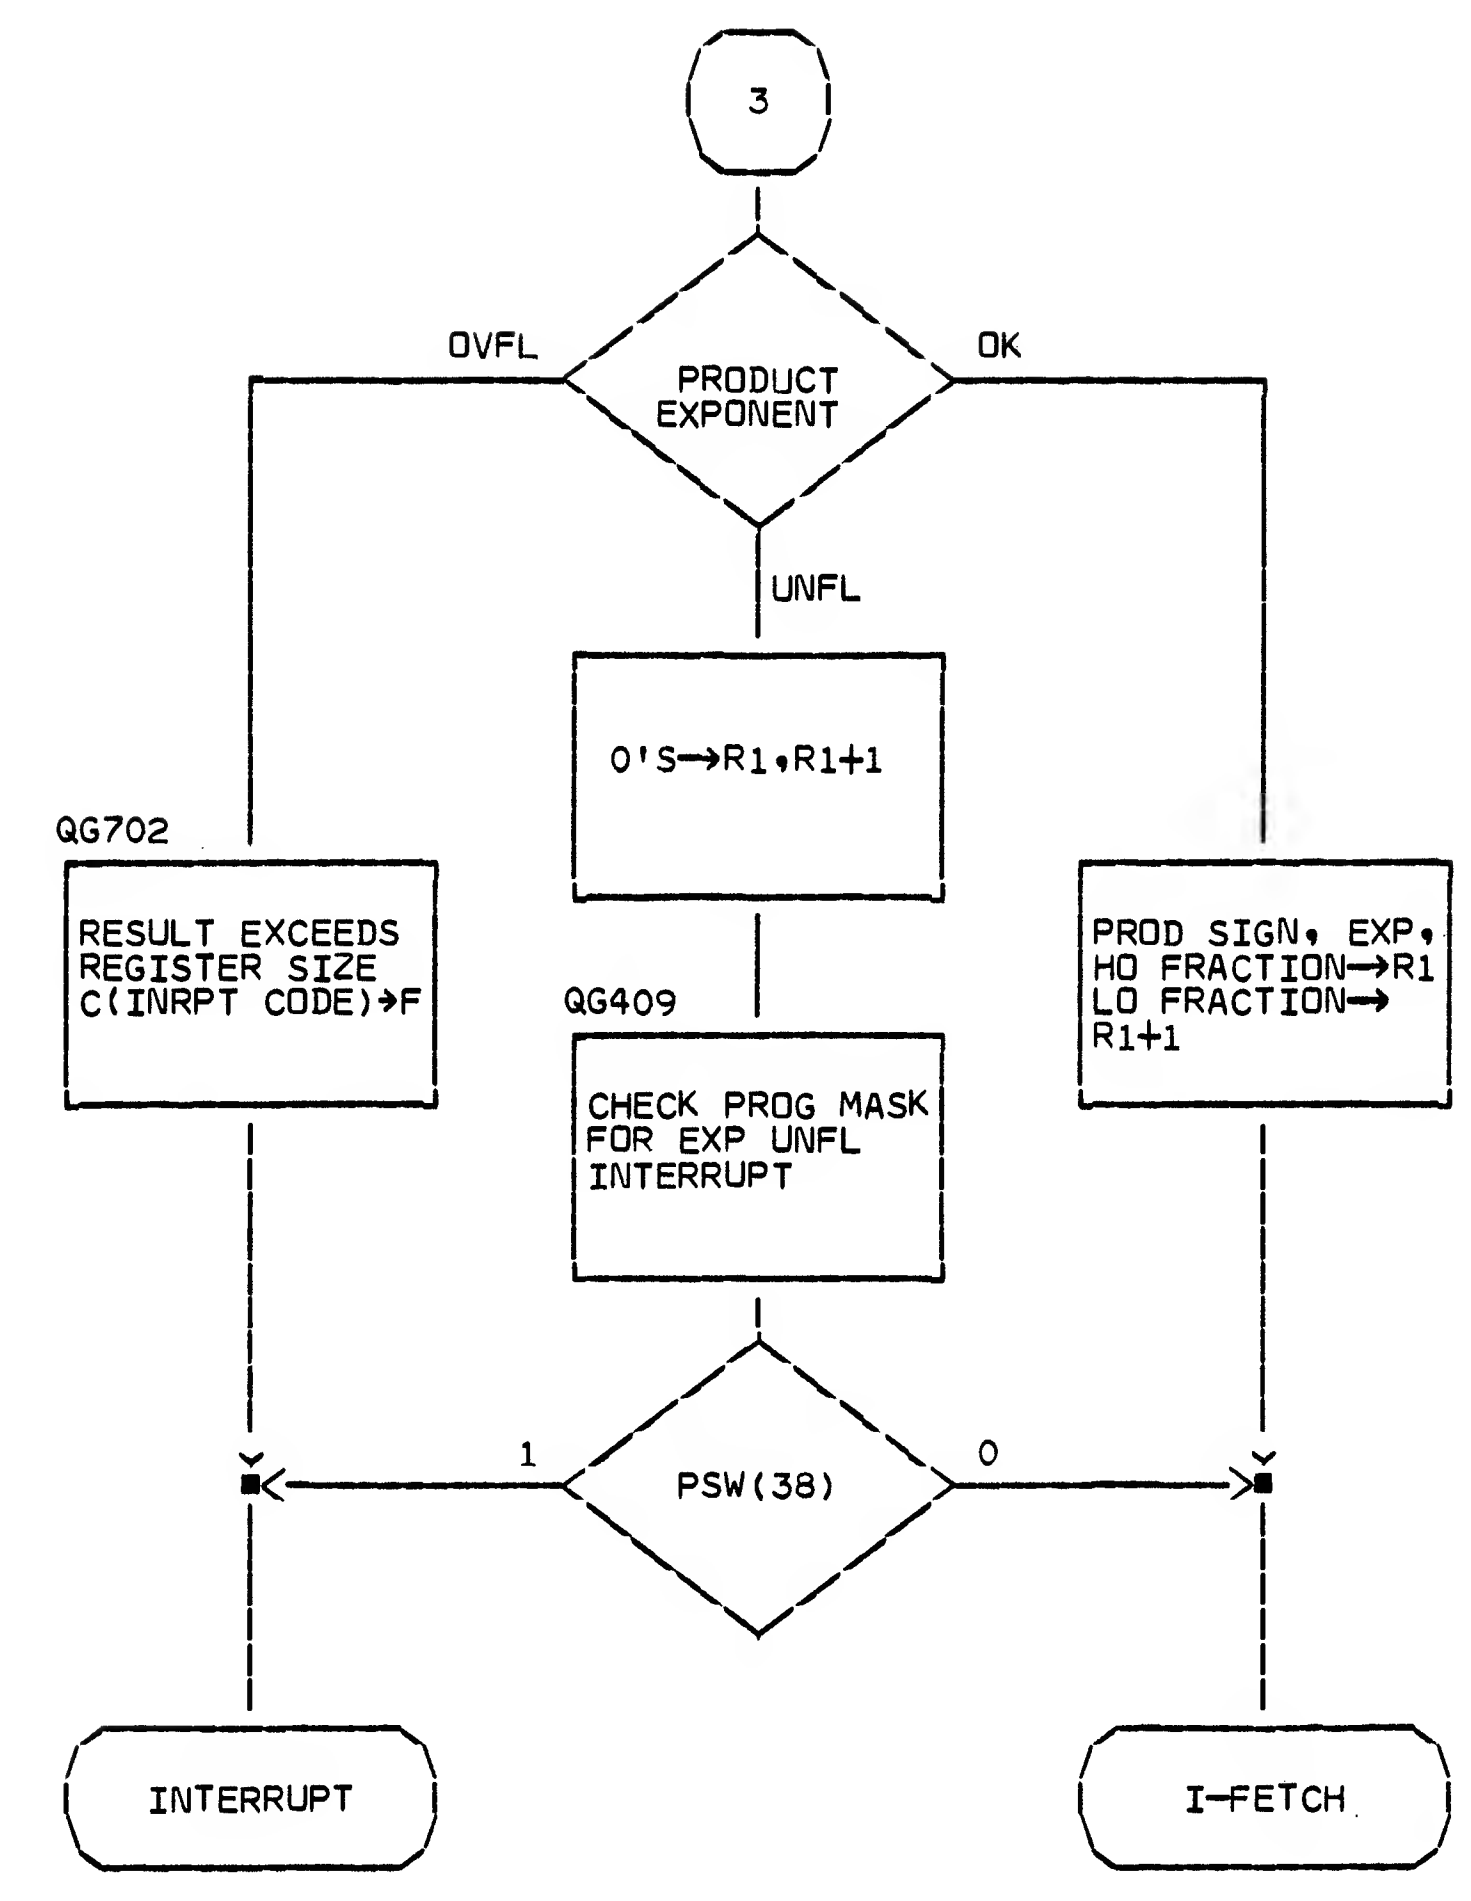 3
OVFL
OK
PRODUCT
EXPONENT
UNFL
0'S→R1,R1+1
QG702
RESULT EXCEEDS
REGISTER SIZE
C(INRPT CODE)→F
PROD SIGN, EXP,
HO FRACTION→R1
LO FRACTION→
R1+1
QG409
CHECK PROG MASK
FOR EXP UNFL
INTERRUPT
1
0
PSW(38)
INTERRUPT
I-FETCH